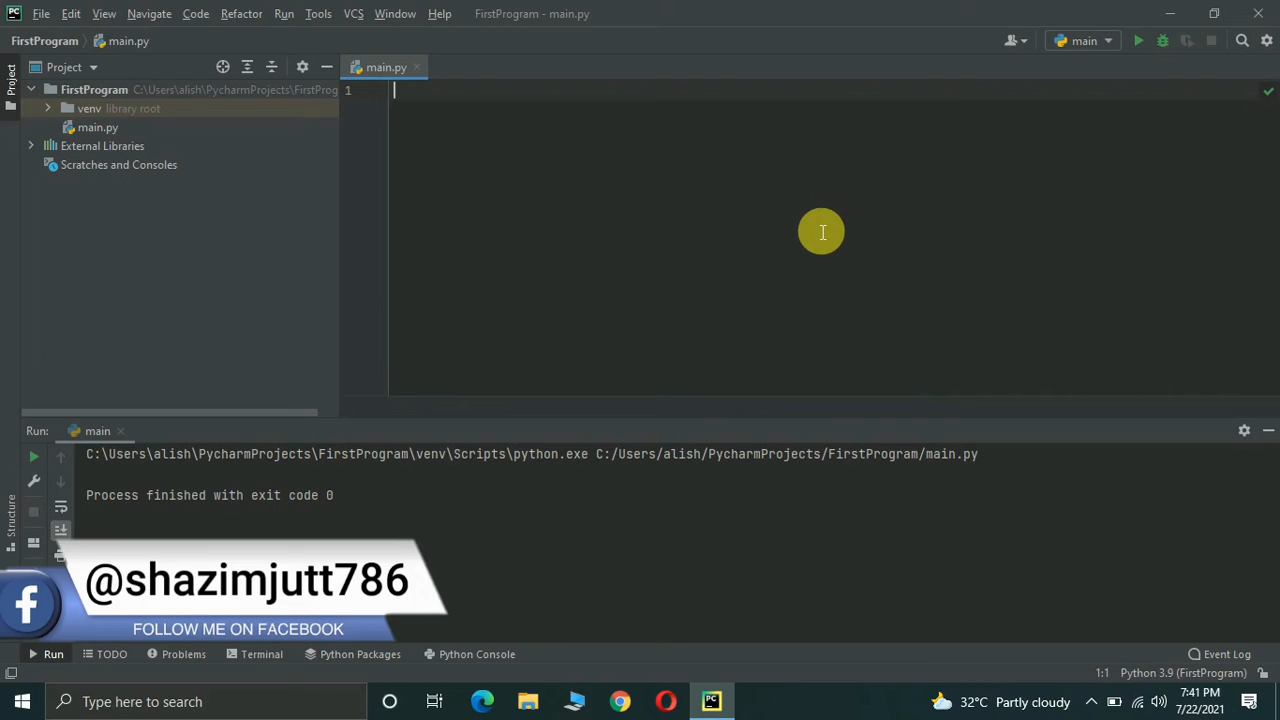 PC File Edit View Navigate Code Refactor Run Tools VCS Window Help FirstProgram - main.py
FirstProgram main.py main
Project Project main.py
FirstProgram C:\Users\alish\PycharmProjects\FirstProg 1
venv library root
main.py
External Libraries
Scratches and Consoles
Run: main
C:\Users\alish\PycharmProjects\FirstProgram\venv\Scripts\python.exe C:/Users/alish/PycharmProjects/FirstProgram/main.py
Process finished with exit code 0
Structure
@shazimjutt786
f FOLLOW ME ON FACEBOOK
Run TODO Problems Terminal Python Packages Python Console Event Log
1:1 Python 3.9 (FirstProgram)
Type here to search PC 32°C Partly cloudy 7:41 PM
7/22/2021